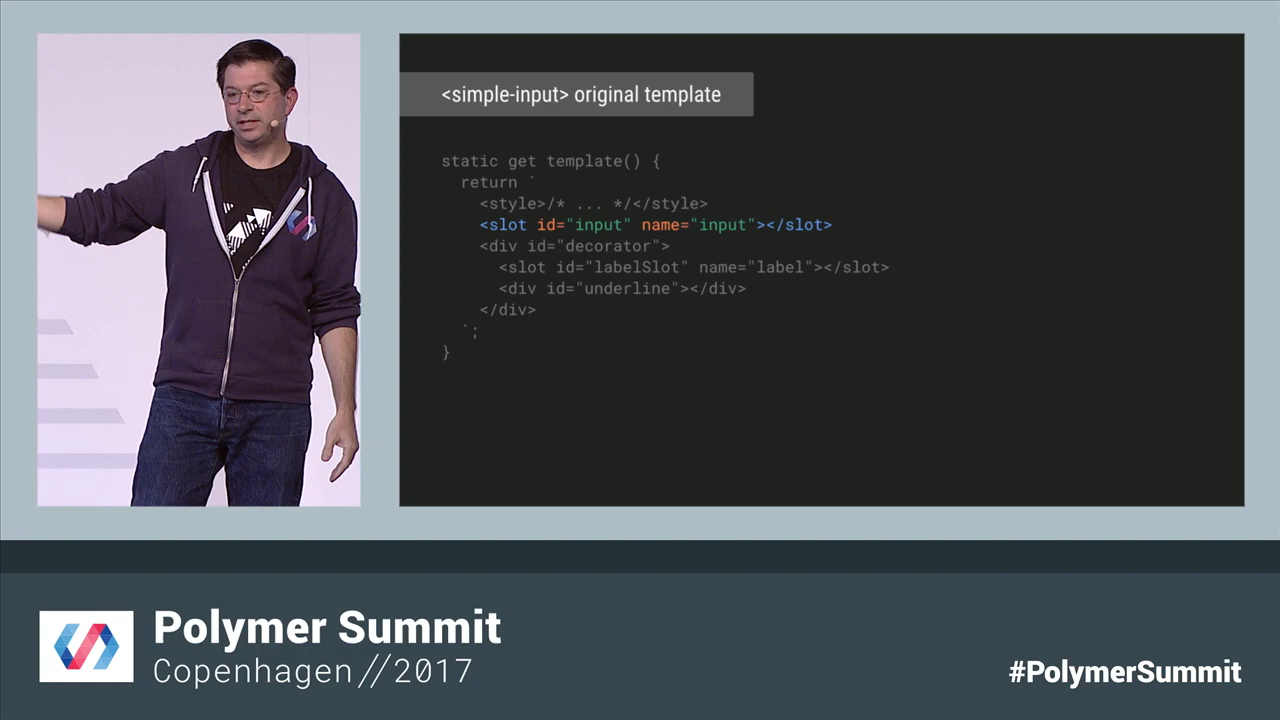 <simple-input> original template
static get template() {
return `
<style>/* ... */</style>
<slot id="input" name="input"></slot>
<div id="decorator">
<slot id="labelSlot" name="label"></slot>
<div id="underline"></div>
</div>
`;
}
Polymer Summit
Copenhagen//2017
#PolymerSummit